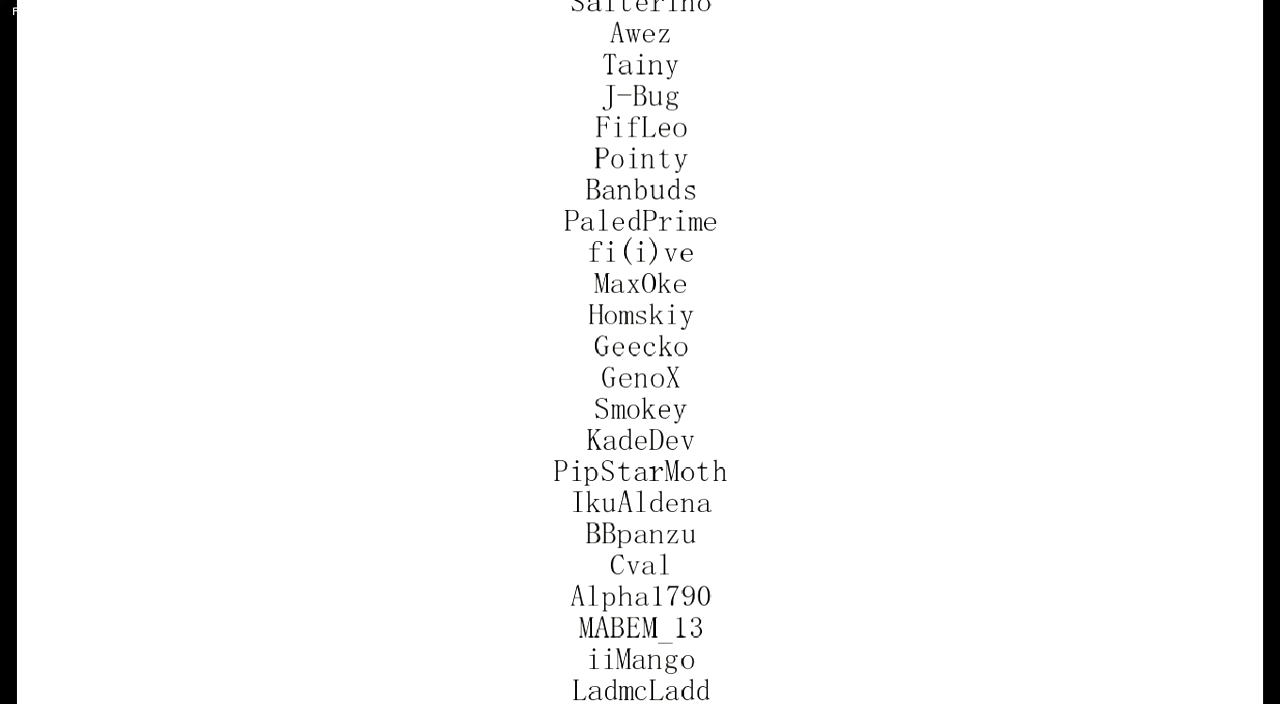 Salterino
Awez
Tainy
J-Bug
FifLeo
Pointy
Banbuds
PaledPrime
fi(i)ve
MaxOke
Homskiy
Geecko
GenoX
Smokey
KadeDev
PipStarMoth
IkuAldena
BBpanzu
Cval
Alpha1790
MABEM_13
iiMango
LadmcLadd